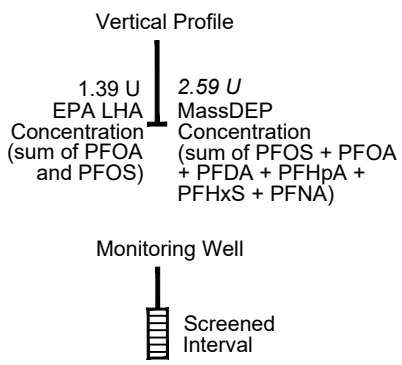 Vertical Profile
1.39 U
EPA LHA
Concentration
(sum of PFOA
and PFOS)
2.59 U
MassDEP
Concentration
(sum of PFOS + PFOA
+ PFDA + PFHpA +
PFHxS + PFNA)
Monitoring Well
Screened
Interval